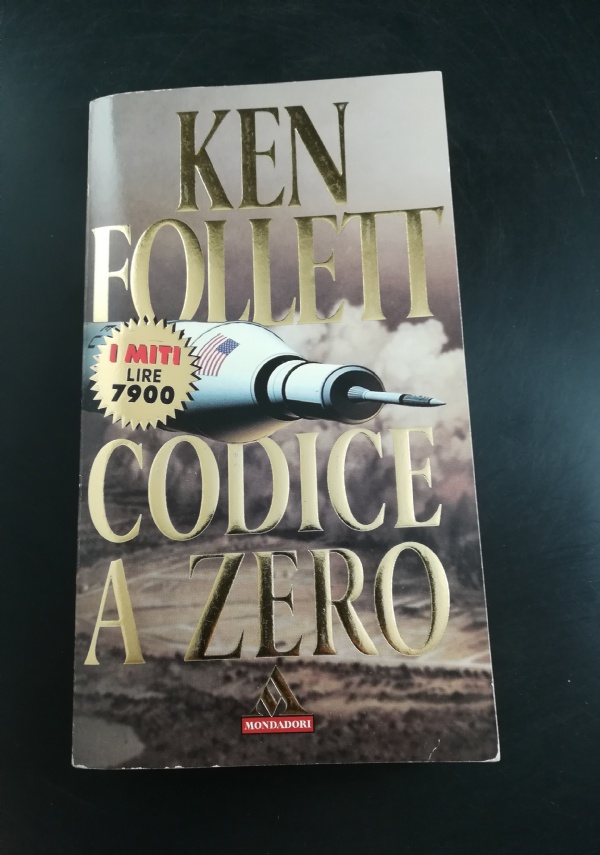 KEN
FOLLETT
I MITI
LIRE
7900
CODICE
A ZERO
MONDADORI